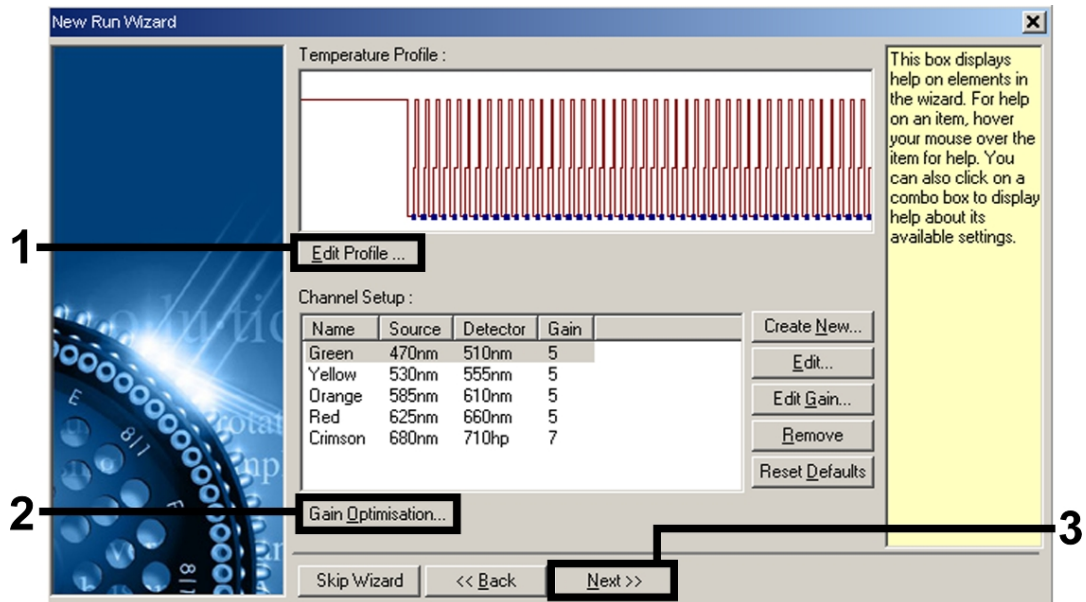 New Run Wizard
Temperature Profile :
This box displays
help on elements in
the wizard. For help
on an item, hover
your mouse over the
item for help. You
can also click on a
combo box to display
help about its
available settings.
1
Edit Profile ...
Channel Setup :
Name Source Detector Gain
Green 470nm 510nm 5
Yellow 530nm 555nm 5
Orange 585nm 610nm 5
Red 625nm 660nm 5
Crimson 680nm 710hp 7
Create New...
Edit...
Edit Gain...
Remove
Reset Defaults
2
Gain Optimisation...
3
Skip Wizard
<< Back
Next >>
E
8/1
F
8/1